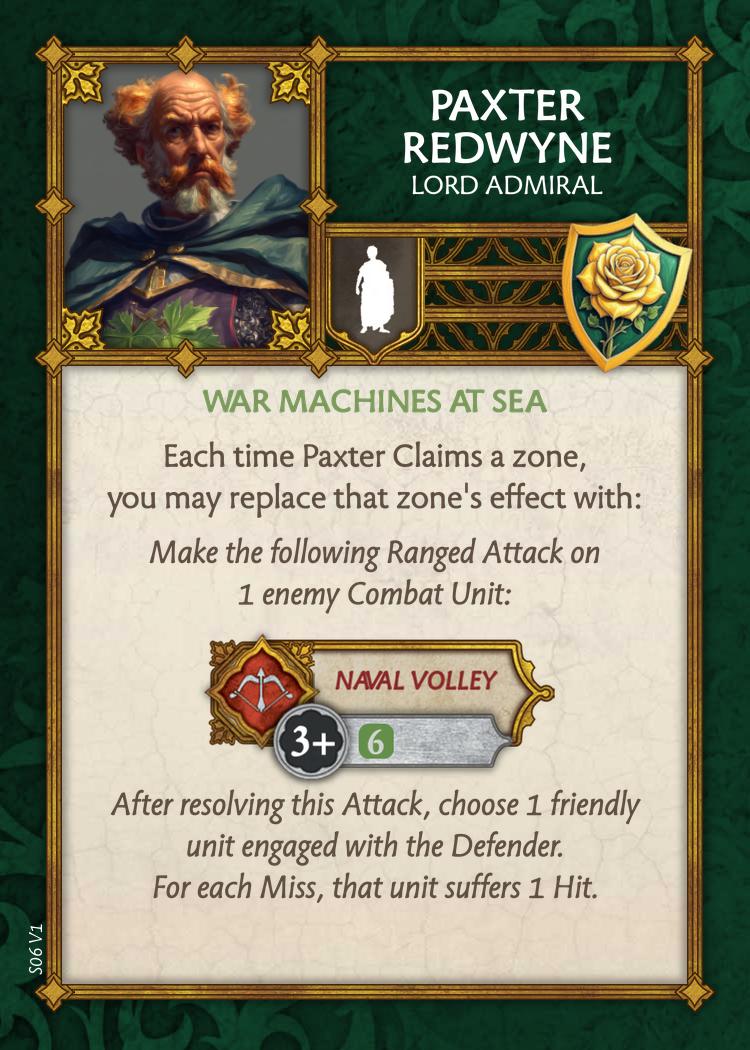 PAXTER
REDWYNE
LORD ADMIRAL
WAR MACHINES AT SEA
Each time Paxter Claims a zone,
you may replace that zone's effect with:
Make the following Ranged Attack on
1 enemy Combat Unit:
NAVAL VOLLEY
3+ 6
After resolving this Attack, choose 1 friendly
unit engaged with the Defender.
For each Miss, that unit suffers 1 Hit.
S06 V1